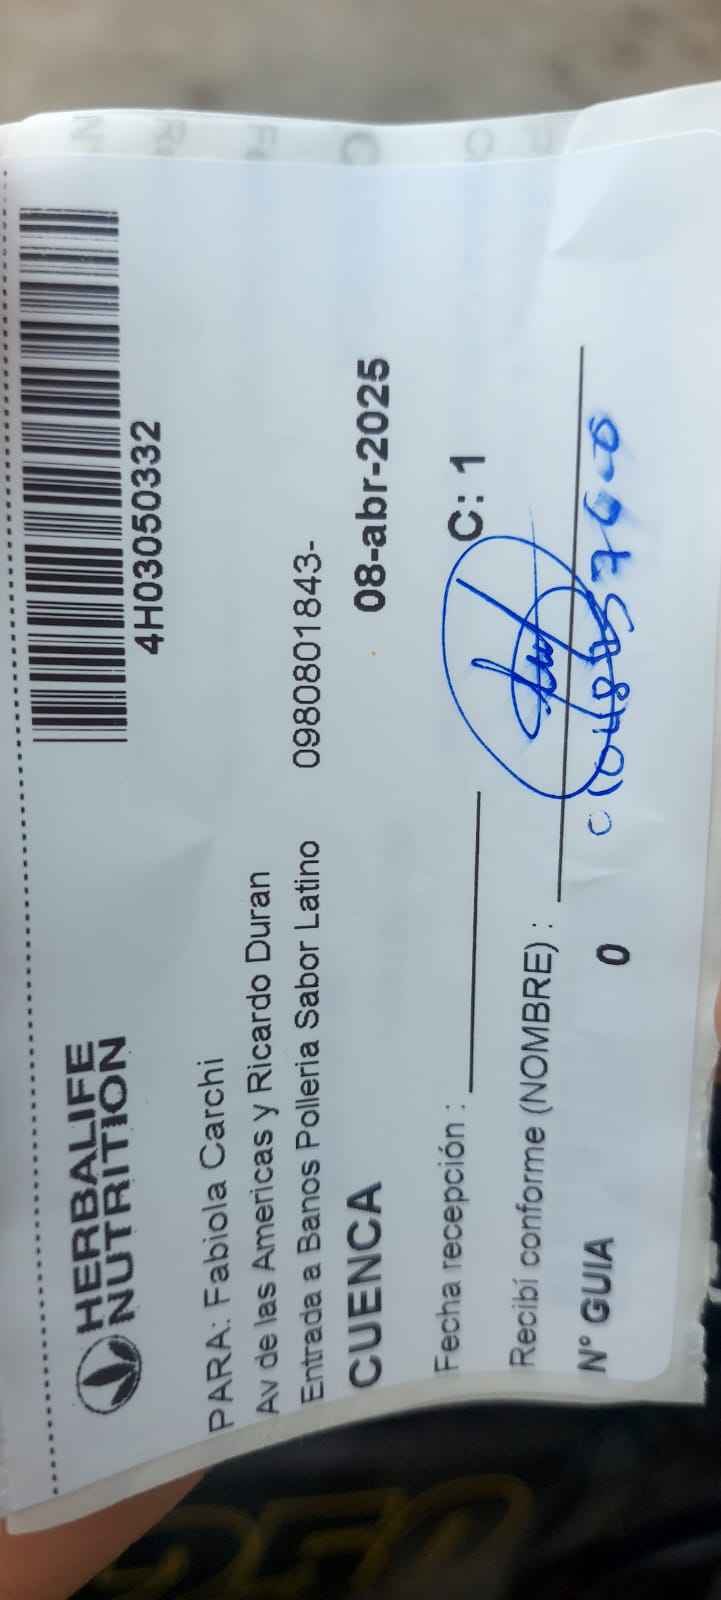 HERBALIFE
NUTRITION
4H03050332
PARA: Fabiola Carchi
Av de las Americas y Ricardo Duran
Entrada a Banos Polleria Sabor Latino 0980801843-
CUENCA 08-abr-2025
Fecha recepción : C: 1
Recibí conforme (NOMBRE) :
N° GUIA 0